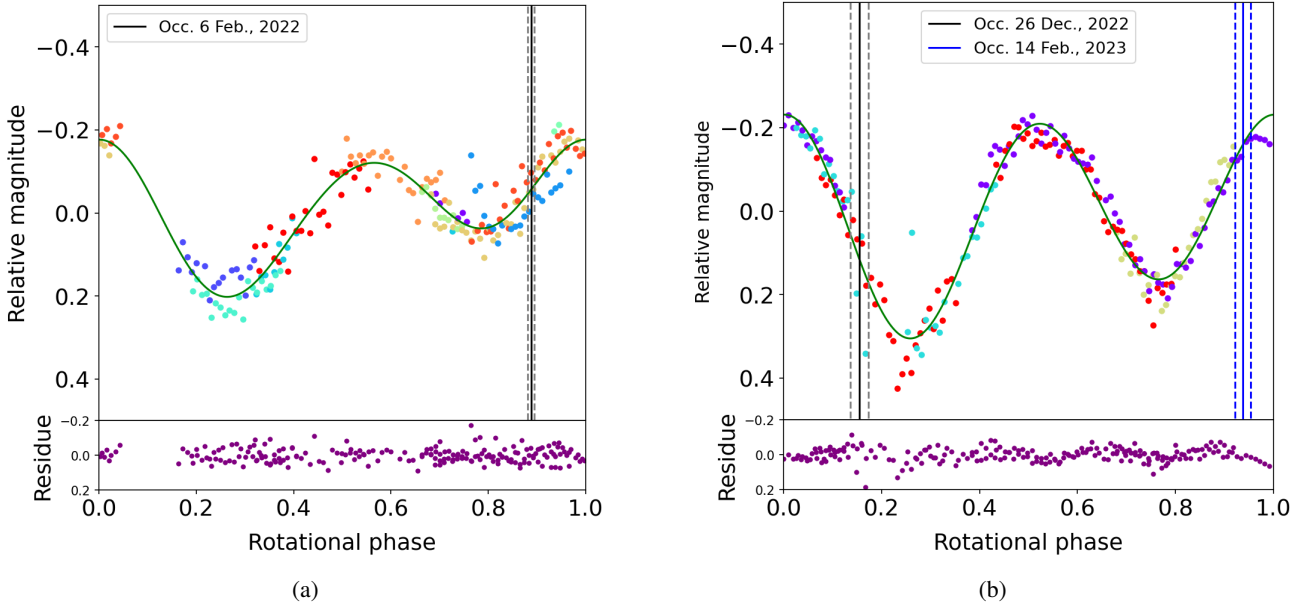 Occ. 6 Feb., 2022
Relative magnitude
−0.4
−0.2
0.0
0.2
0.4
Residue
−0.2
0.0
0.2
0.0 0.2 0.4 0.6 0.8 1.0
Rotational phase
(a)
Occ. 26 Dec., 2022
Occ. 14 Feb., 2023
Relative magnitude
−0.4
−0.2
0.0
0.2
0.4
Residue
−0.2
0.0
0.2
0.0 0.2 0.4 0.6 0.8 1.0
Rotational phase
(b)